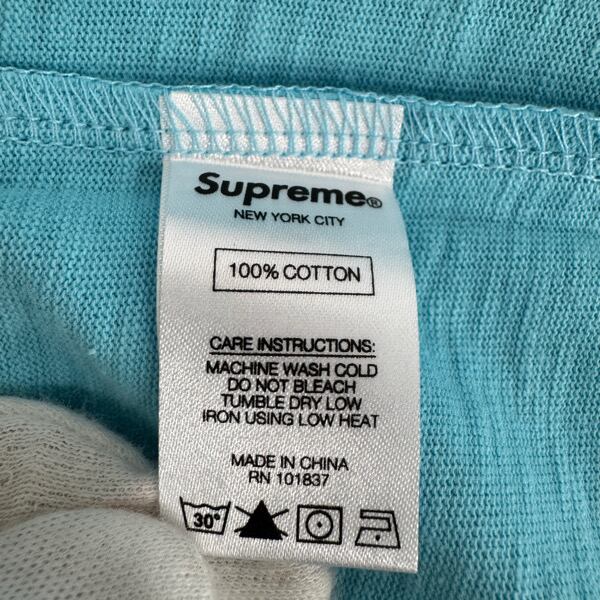 Supreme®
NEW YORK CITY
100% COTTON
CARE INSTRUCTIONS:
MACHINE WASH COLD
DO NOT BLEACH
TUMBLE DRY LOW
IRON USING LOW HEAT
MADE IN CHINA
RN 101837
30°